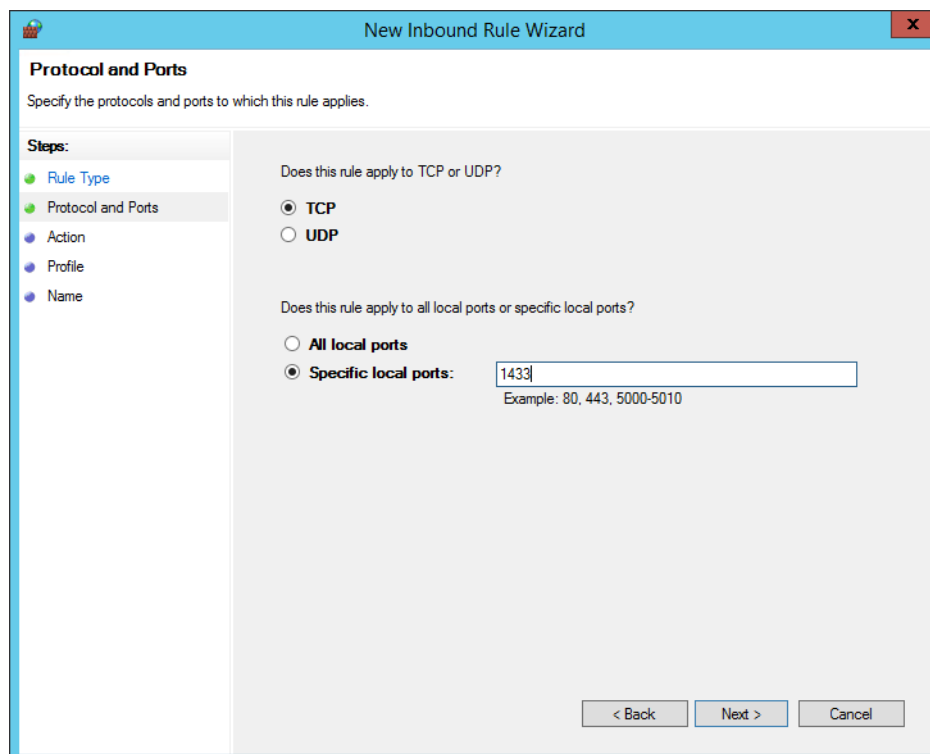 New Inbound Rule Wizard
x
Protocol and Ports
Specify the protocols and ports to which this rule applies.
Steps:
Rule Type
Protocol and Ports
Action
Profile
Name
Does this rule apply to TCP or UDP?
TCP
UDP
Does this rule apply to all local ports or specific local ports?
All local ports
Specific local ports: 1433
Example: 80, 443, 5000-5010
< Back Next > Cancel